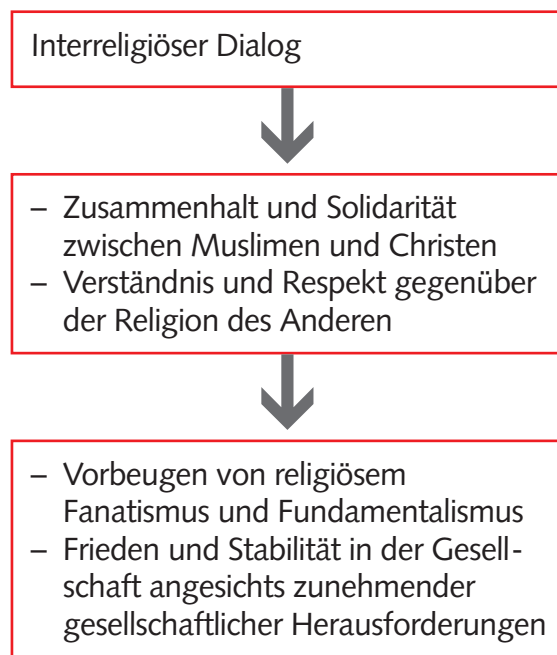 Interreligiöser Dialog
– Zusammenhalt und Solidarität
zwischen Muslimen und Christen
– Verständnis und Respekt gegenüber
der Religion des Anderen
– Vorbeugen von religiösem
Fanatismus und Fundamentalismus
– Frieden und Stabilität in der Gesell-
schaft angesichts zunehmender
gesellschaftlicher Herausforderungen